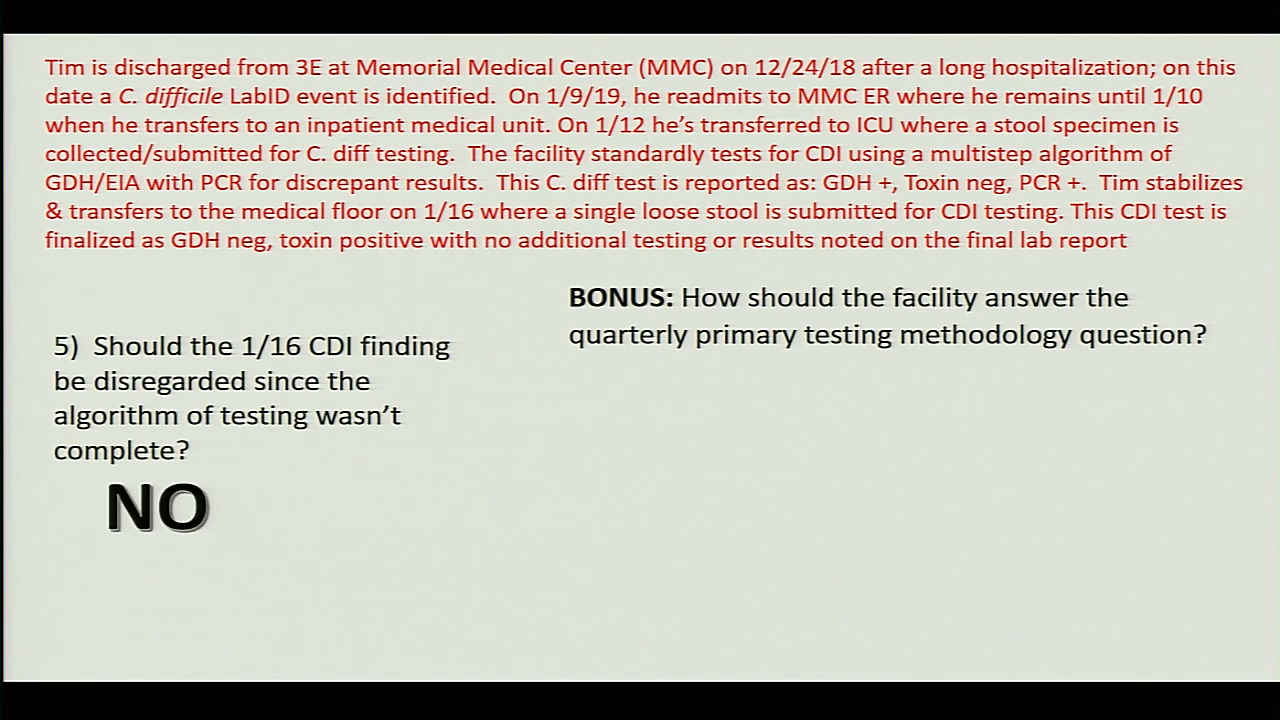 Tim is discharged from 3E at Memorial Medical Center (MMC) on 12/24/18 after a long hospitalization; on this
date a C. difficile LabID event is identified. On 1/9/19, he readmits to MMC ER where he remains until 1/10
when he transfers to an inpatient medical unit. On 1/12 he's transferred to ICU where a stool specimen is
collected/submitted for C. diff testing. The facility standardly tests for CDI using a multistep algorithm of
GDH/EIA with PCR for discrepant results. This C. diff test is reported as: GDH +, Toxin neg, PCR +. Tim stabilizes
& transfers to the medical floor on 1/16 where a single loose stool is submitted for CDI testing. This CDI test is
finalized as GDH neg, toxin positive with no additional testing or results noted on the final lab report
5) Should the 1/16 CDI finding
be disregarded since the
algorithm of testing wasn't
complete?
NO
BONUS: How should the facility answer the
quarterly primary testing methodology question?